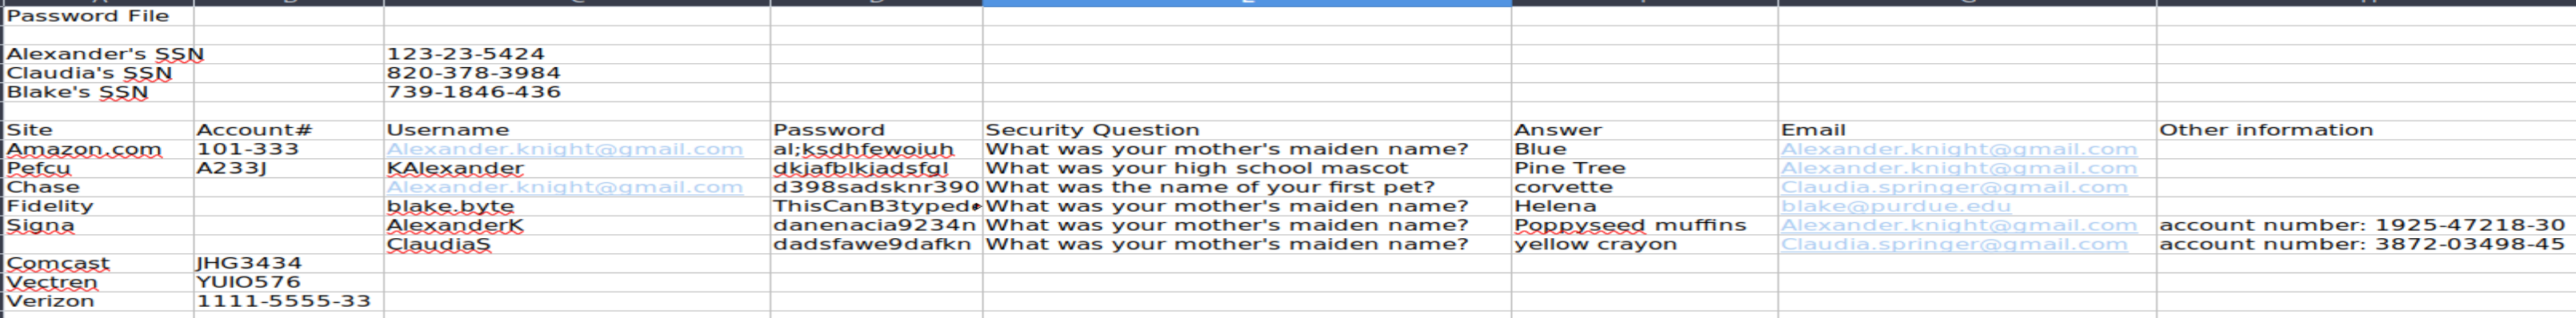 Password File
Alexander's SSN 123-23-5424
Claudia's SSN 820-378-3984
Blake's SSN 739-1846-436
Site Account# Username Password Security Question Answer Email Other information
Amazon.com 101-333 Alexander.knight@gmail.com al;ksdhfewoiuh What was your mother's maiden name? Blue Alexander.knight@gmail.com
Pefcu A233J KAlexander dkjafblkjadsfgl What was your high school mascot Pine Tree Alexander.knight@gmail.com
Chase Alexander.knight@gmail.com d398sadsknr390 What was the name of your first pet? corvette Claudia.springer@gmail.com
Fidelity blake.byte ThisCanB3typed What was your mother's maiden name? Helena blake@purdue.edu
Signa AlexanderK danenacia9234n What was your mother's maiden name? Poppyseed muffins Alexander.knight@gmail.com account number: 1925-47218-30
ClaudiaS dadsfawe9dafkn What was your mother's maiden name? yellow crayon Claudia.springer@gmail.com account number: 3872-03498-45
Comcast JHG3434
Vectren YUIO576
Verizon 1111-5555-33